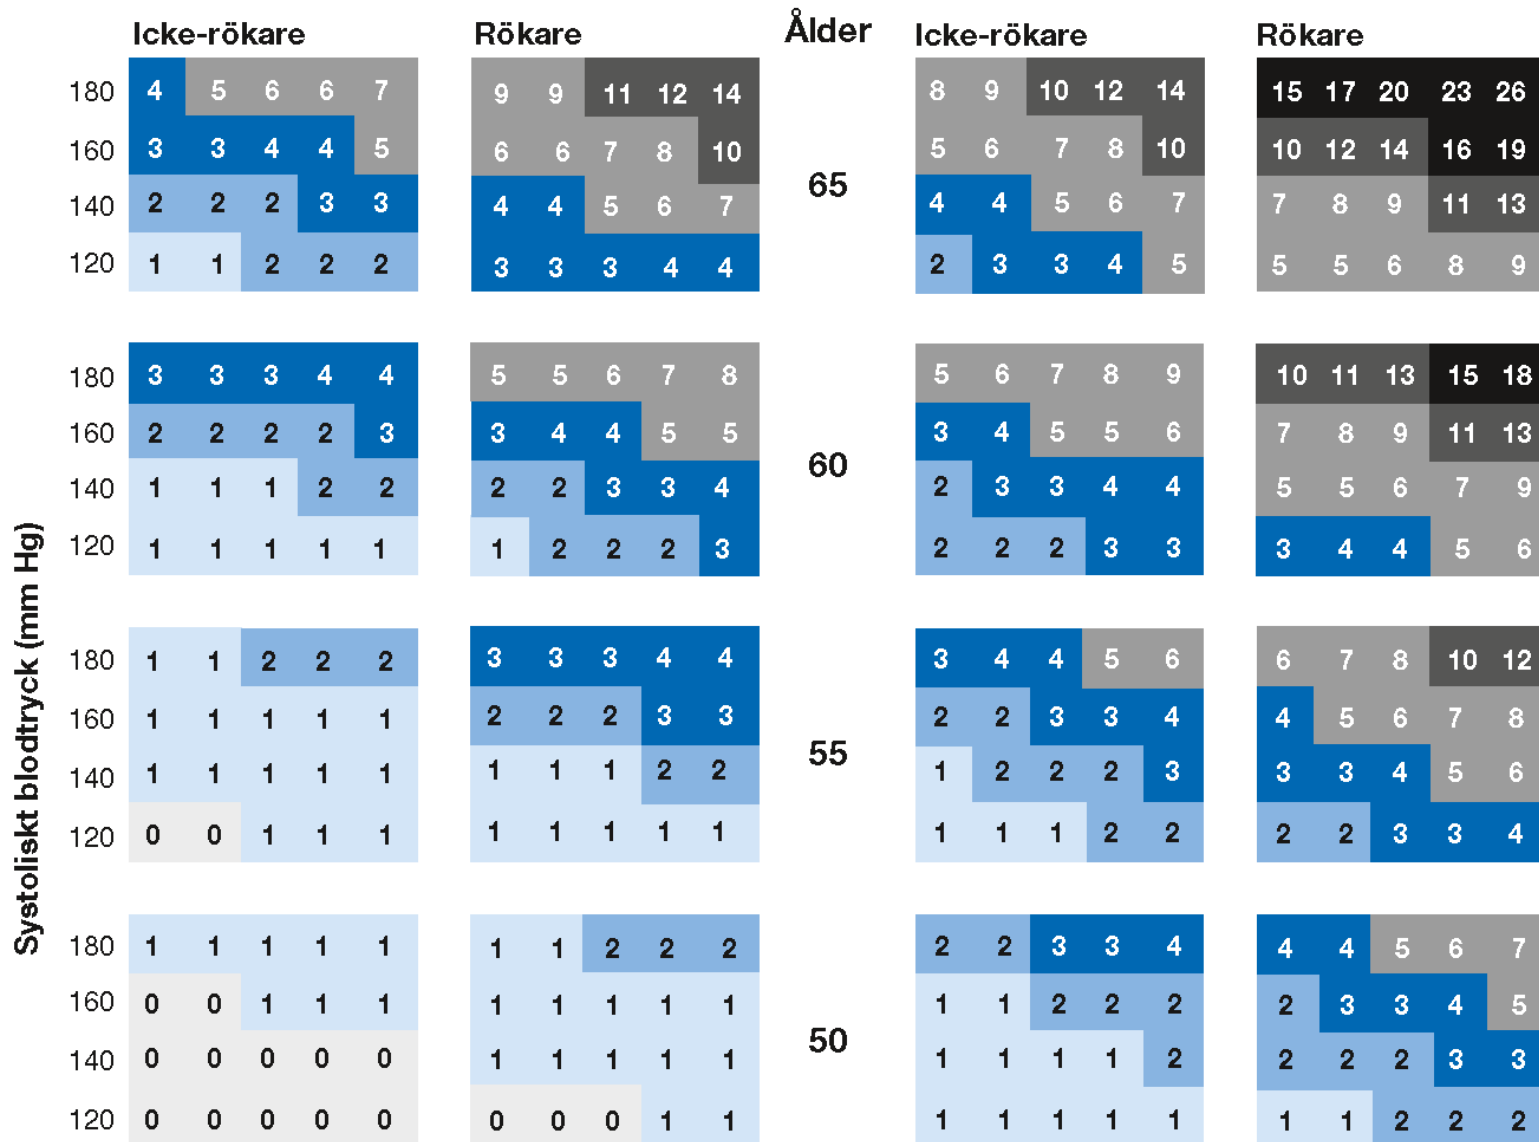 Icke-rökare Rökare Ålder Icke-rökare Rökare
180 4 5 6 6 7 9 9 11 12 14 8 9 10 12 14 15 17 20 23 26
160 3 3 4 4 5 6 6 7 8 10 5 6 7 8 10 10 12 14 16 19
65
140 2 2 2 3 3 4 4 5 6 7 4 4 5 6 7 7 8 9 11 13
120 1 1 2 2 2 3 3 3 4 4 2 3 3 4 5 5 5 6 8 9
180 3 3 3 4 4 5 5 6 7 8 5 6 7 8 9 10 11 13 15 18
160 2 2 2 2 3 3 4 4 5 5 3 4 5 5 6 7 8 9 11 13
60
140 1 1 1 2 2 2 2 3 3 4 2 3 3 4 4 5 5 6 7 9
120 1 1 1 1 1 1 2 2 2 3 2 2 2 3 3 3 4 4 5 6
Systoliskt blodtryck (mm Hg)
180 1 1 2 2 2 3 3 3 4 4 3 4 4 5 6 6 7 8 10 12
160 1 1 1 1 1 2 2 2 3 3 2 2 3 3 4 4 5 6 7 8
55
140 1 1 1 1 1 1 1 1 2 2 1 2 2 2 3 3 3 4 5 6
120 0 0 1 1 1 1 1 1 1 1 1 1 1 2 2 2 2 3 3 4
180 1 1 1 1 1 1 1 2 2 2 2 2 3 3 4 4 4 5 6 7
160 0 0 1 1 1 1 1 1 1 1 1 1 2 2 2 2 3 3 4 5
50
140 0 0 0 0 0 1 1 1 1 1 1 1 1 1 2 2 2 2 3 3
120 0 0 0 0 0 0 0 0 1 1 1 1 1 1 1 1 1 2 2 2